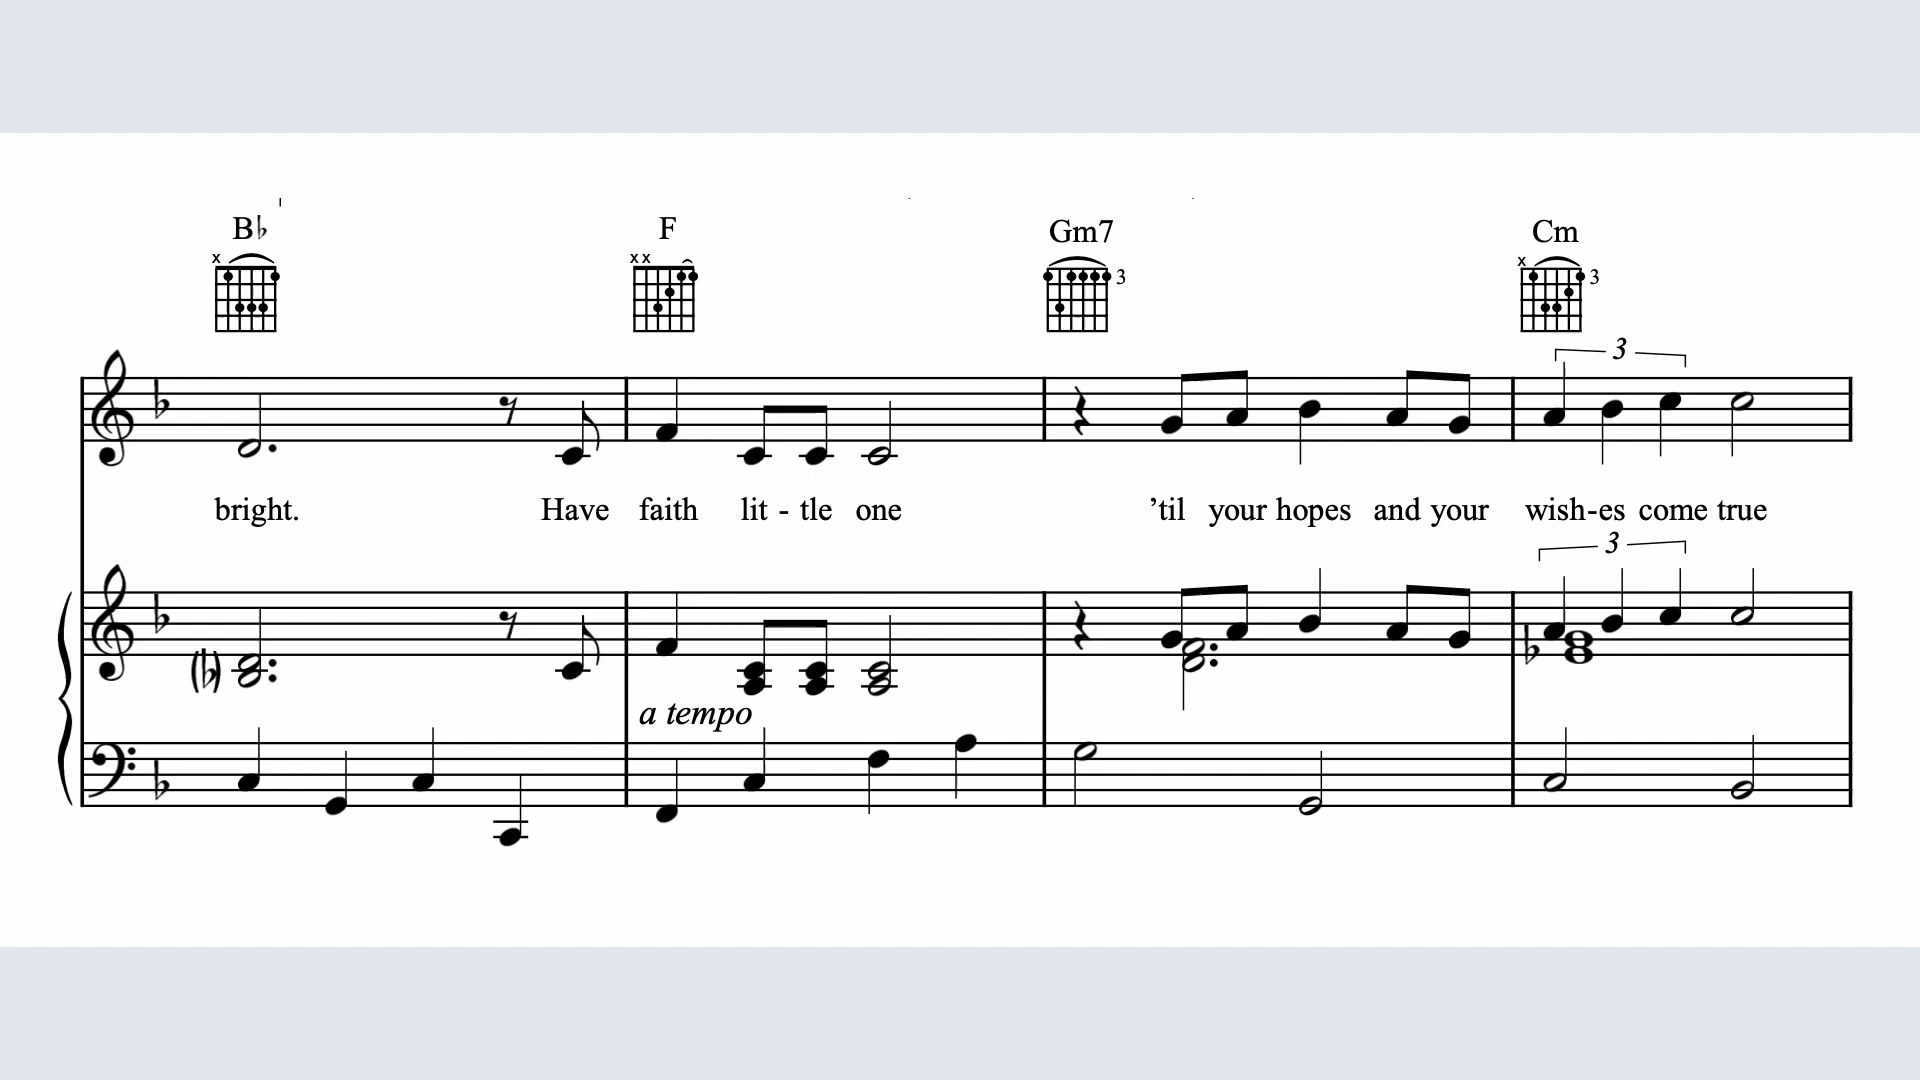 B♭ F Gm7 Cm
x xx 3 x 3
3
bright. Have faith lit - tle one ’til your hopes and your wish-es come true
3
a tempo